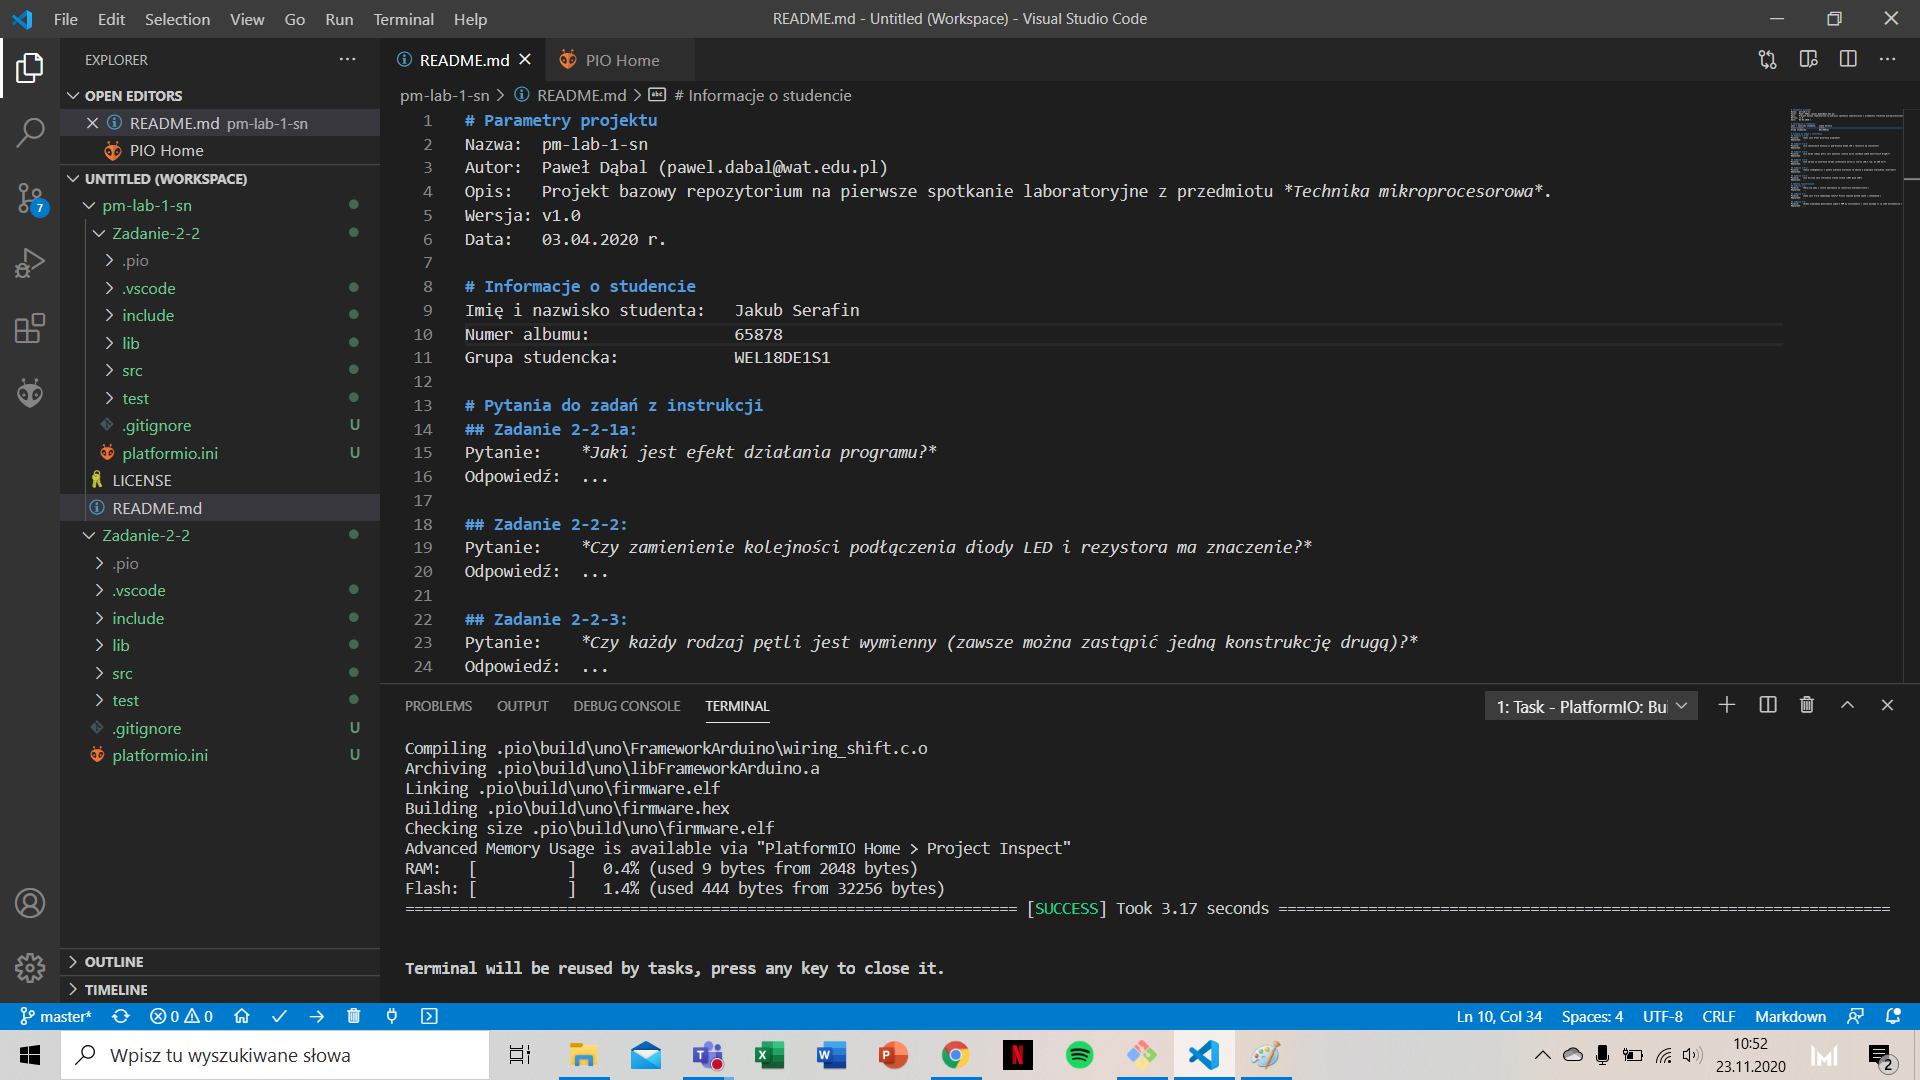 File Edit Selection View Go Run Terminal Help
README.md - Untitled (Workspace) - Visual Studio Code
EXPLORER
OPEN EDITORS
README.md pm-lab-1-sn
PIO Home
UNTITLED (WORKSPACE)
pm-lab-1-sn
Zadanie-2-2
.pio
.vscode
include
lib
src
test
.gitignore U
platformio.ini U
LICENSE
README.md
Zadanie-2-2
.pio
.vscode
include
lib
src
test
.gitignore U
platformio.ini U
OUTLINE
TIMELINE
7
README.md PIO Home
pm-lab-1-sn > README.md > # Informacje o studencie
1 # Parametry projektu
2 Nazwa: pm-lab-1-sn
3 Autor: Paweł Dąbal (pawel.dabal@wat.edu.pl)
4 Opis: Projekt bazowy repozytorium na pierwsze spotkanie laboratoryjne z przedmiotu *Technika mikroprocesorowa*.
5 Wersja: v1.0
6 Data: 03.04.2020 r.
7
8 # Informacje o studencie
9 Imię i nazwisko studenta: Jakub Serafin
10 Numer albumu: 65878
11 Grupa studencka: WEL18DE1S1
12
13 # Pytania do zadań z instrukcji
14 ## Zadanie 2-2-1a:
15 Pytanie: *Jaki jest efekt działania programu?*
16 Odpowiedź: ...
17
18 ## Zadanie 2-2-2:
19 Pytanie: *Czy zamienienie kolejności podłączenia diody LED i rezystora ma znaczenie?*
20 Odpowiedź: ...
21
22 ## Zadanie 2-2-3:
23 Pytanie: *Czy każdy rodzaj pętli jest wymienny (zawsze można zastąpić jedną konstrukcję drugą)?*
24 Odpowiedź: ...
PROBLEMS OUTPUT DEBUG CONSOLE TERMINAL
1: Task - PlatformIO: Bui
Compiling .pio\build\uno\FrameworkArduino\wiring_shift.c.o
Archiving .pio\build\uno\libFrameworkArduino.a
Linking .pio\build\uno\firmware.elf
Building .pio\build\uno\firmware.hex
Checking size .pio\build\uno\firmware.elf
Advanced Memory Usage is available via "PlatformIO Home > Project Inspect"
RAM: [          ] 0.4% (used 9 bytes from 2048 bytes)
Flash: [          ] 1.4% (used 444 bytes from 32256 bytes)
==================================================================== [SUCCESS] Took 3.17 seconds ====================================================================
Terminal will be reused by tasks, press any key to close it.
master* 0 0
Ln 10, Col 34 Spaces: 4 UTF-8 CRLF Markdown
Wpisz tu wyszukiwane słowa
10:52
23.11.2020
2